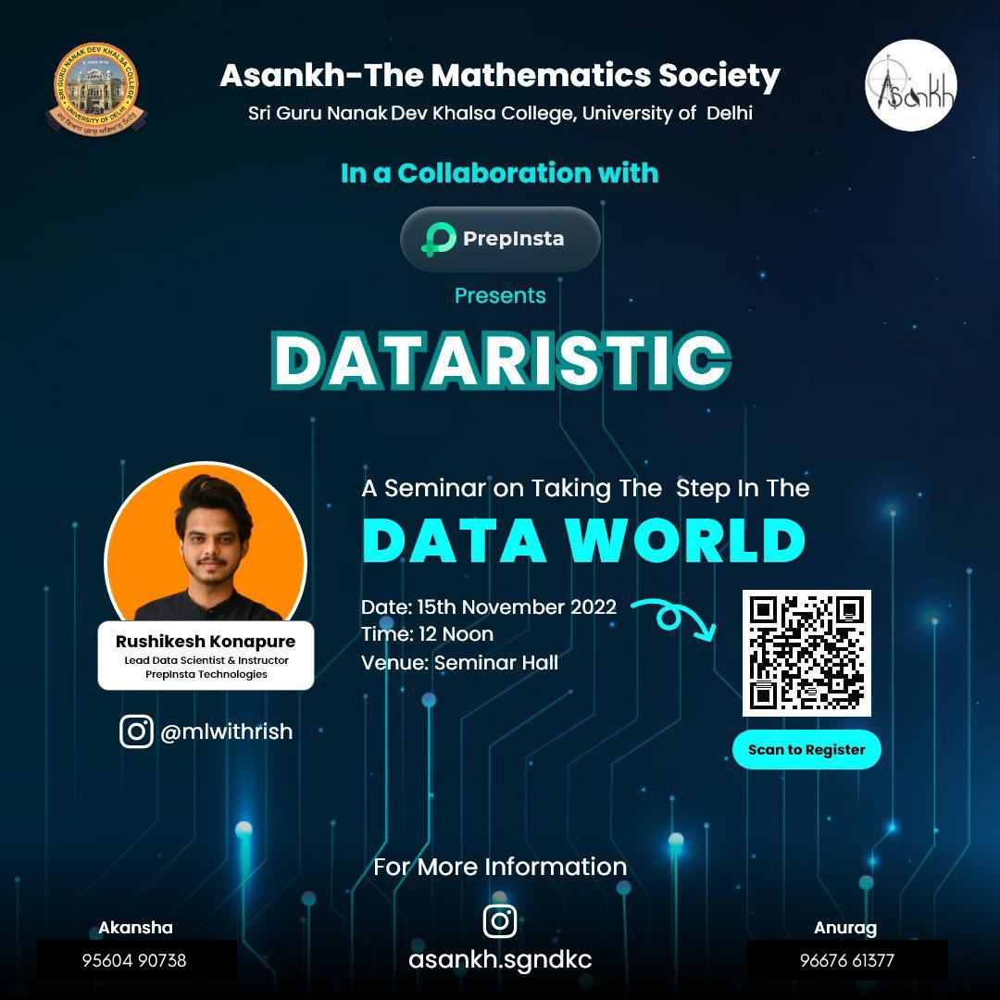 SRI GURU NANAK DEV KHALSA COLLEGE
UNIVERSITY OF DELHI
Asankh-The Mathematics Society
Sri Guru Nanak Dev Khalsa College, University of Delhi
Asankh
In a Collaboration with
PrepInsta
Presents
DATARISTIC
A Seminar on Taking The Step In The
DATA WORLD
Date: 15th November 2022
Time: 12 Noon
Venue: Seminar Hall
Rushikesh Konapure
Lead Data Scientist & Instructor
PrepInsta Technologies
@mlwithrish
Scan to Register
For More Information
asankh.sgndkc
Akansha
95604 90738
Anurag
96676 61377